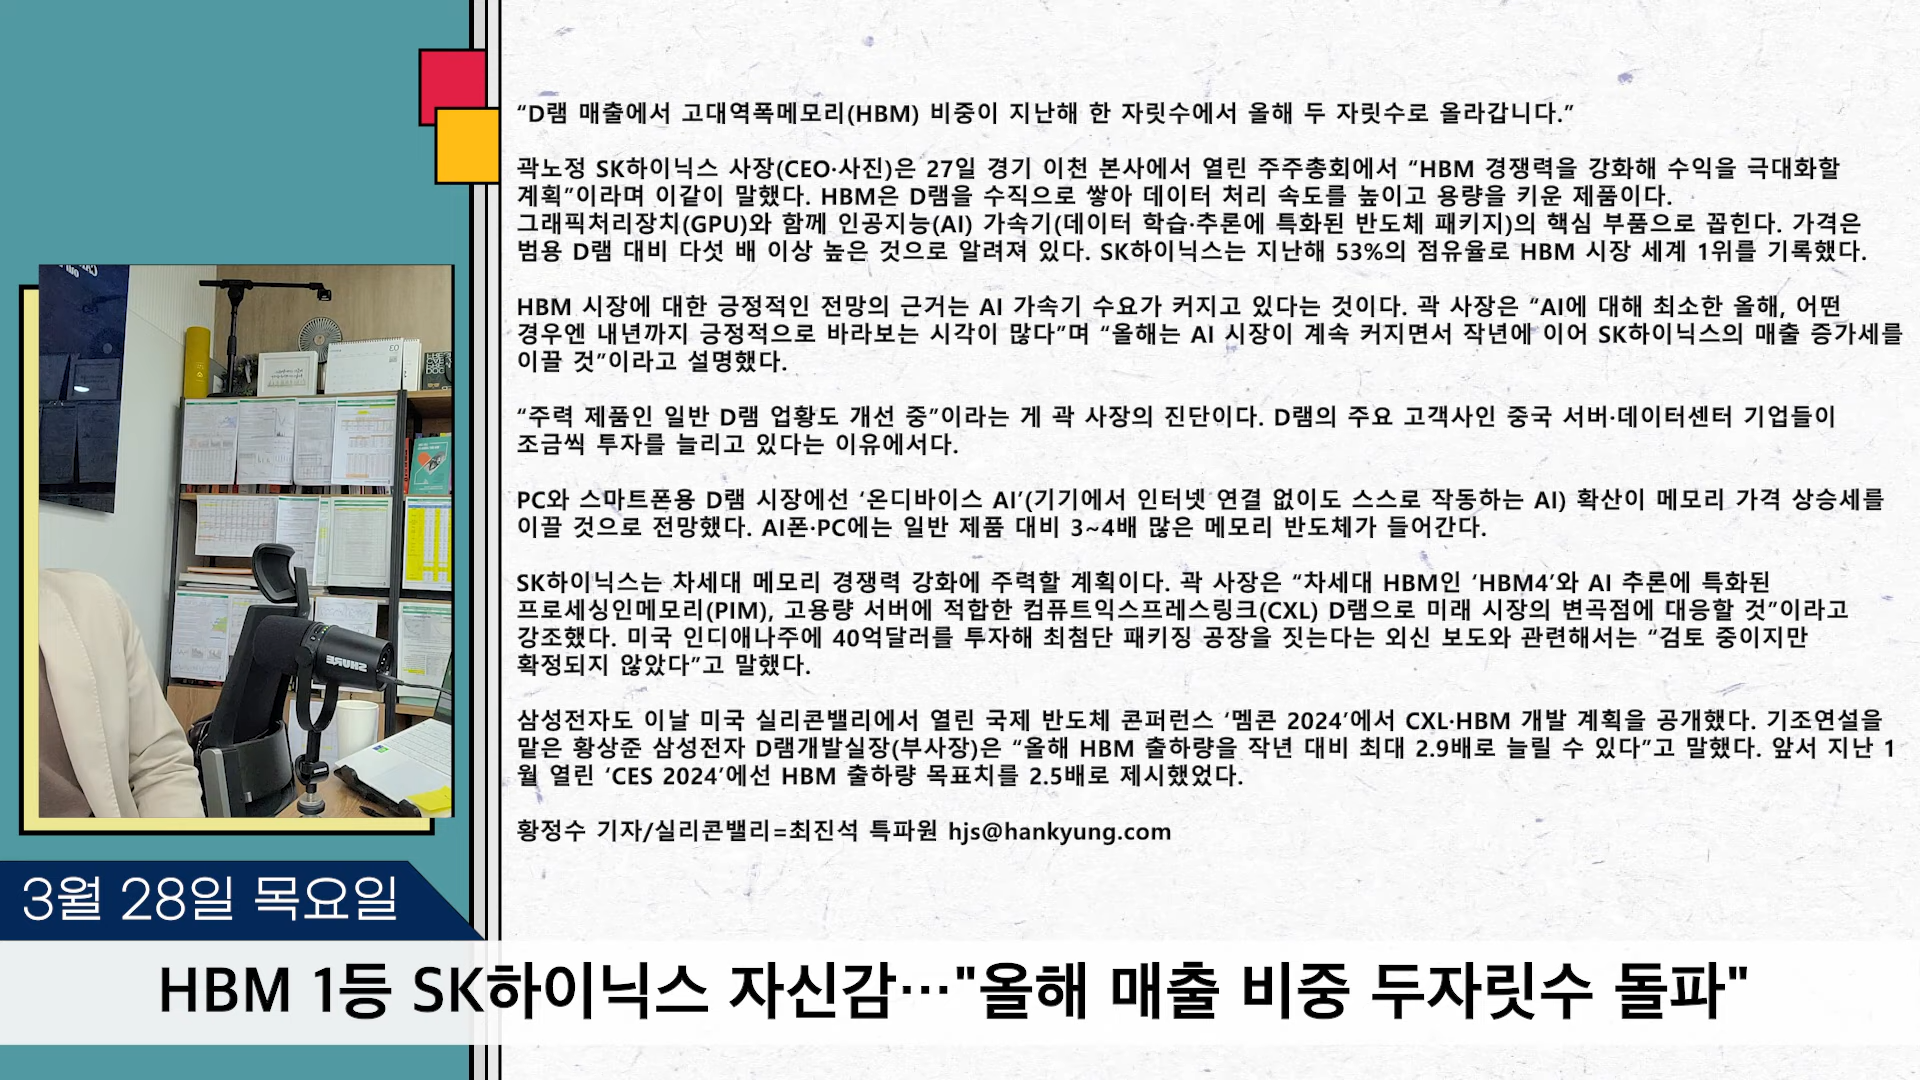 “D램 매출에서 고대역폭메모리(HBM) 비중이 지난해 한 자릿수에서 올해 두 자릿수로 올라갑니다.”
곽노정 SK하이닉스 사장(CEO·사진)은 27일 경기 이천 본사에서 열린 주주총회에서 “HBM 경쟁력을 강화해 수익을 극대화할
계획”이라며 이같이 말했다. HBM은 D램을 수직으로 쌓아 데이터 처리 속도를 높이고 용량을 키운 제품이다.
그래픽처리장치(GPU)와 함께 인공지능(AI) 가속기(데이터 학습·추론에 특화된 반도체 패키지)의 핵심 부품으로 꼽힌다. 가격은
범용 D램 대비 다섯 배 이상 높은 것으로 알려져 있다. SK하이닉스는 지난해 53%의 점유율로 HBM 시장 세계 1위를 기록했다.
HBM 시장에 대한 긍정적인 전망의 근거는 AI 가속기 수요가 커지고 있다는 것이다. 곽 사장은 “AI에 대해 최소한 올해, 어떤
경우엔 내년까지 긍정적으로 바라보는 시각이 많다”며 “올해는 AI 시장이 계속 커지면서 작년에 이어 SK하이닉스의 매출 증가세를
이끌 것”이라고 설명했다.
“주력 제품인 일반 D램 업황도 개선 중”이라는 게 곽 사장의 진단이다. D램의 주요 고객사인 중국 서버·데이터센터 기업들이
조금씩 투자를 늘리고 있다는 이유에서다.
PC와 스마트폰용 D램 시장에선 ‘온디바이스 AI’(기기에서 인터넷 연결 없이도 스스로 작동하는 AI) 확산이 메모리 가격 상승세를
이끌 것으로 전망했다. AI폰·PC에는 일반 제품 대비 3~4배 많은 메모리 반도체가 들어간다.
SK하이닉스는 차세대 메모리 경쟁력 강화에 주력할 계획이다. 곽 사장은 “차세대 HBM인 ‘HBM4’와 AI 추론에 특화된
프로세싱인메모리(PIM), 고용량 서버에 적합한 컴퓨트익스프레스링크(CXL) D램으로 미래 시장의 변곡점에 대응할 것”이라고
강조했다. 미국 인디애나주에 40억달러를 투자해 최첨단 패키징 공장을 짓는다는 외신 보도와 관련해서는 “검토 중이지만
확정되지 않았다”고 말했다.
삼성전자도 이날 미국 실리콘밸리에서 열린 국제 반도체 콘퍼런스 ‘멤콘 2024’에서 CXL·HBM 개발 계획을 공개했다. 기조연설을
맡은 황상준 삼성전자 D램개발실장(부사장)은 “올해 HBM 출하량을 작년 대비 최대 2.9배로 늘릴 수 있다”고 말했다. 앞서 지난 1
월 열린 ‘CES 2024’에선 HBM 출하량 목표치를 2.5배로 제시했었다.
황정수 기자/실리콘밸리=최진석 특파원 hjs@hankyung.com
SHURE
3월 28일 목요일
HBM 1등 SK하이닉스 자신감…"올해 매출 비중 두자릿수 돌파"